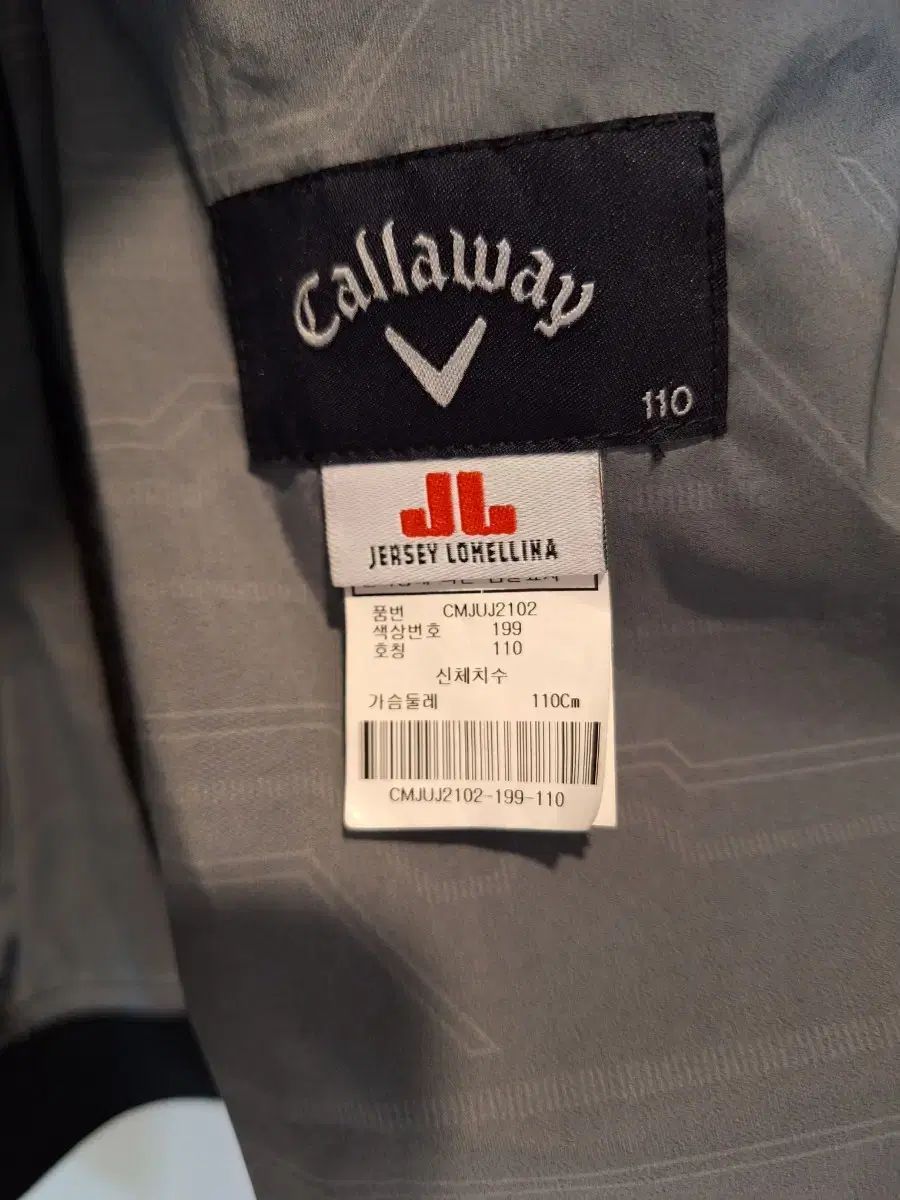 Callaway
110
JL
JERSEY LOMELLINA
품번 CMJUJ2102
색상번호 199
호칭 110
신체치수
가슴둘레 110Cm
CMJUJ2102-199-110